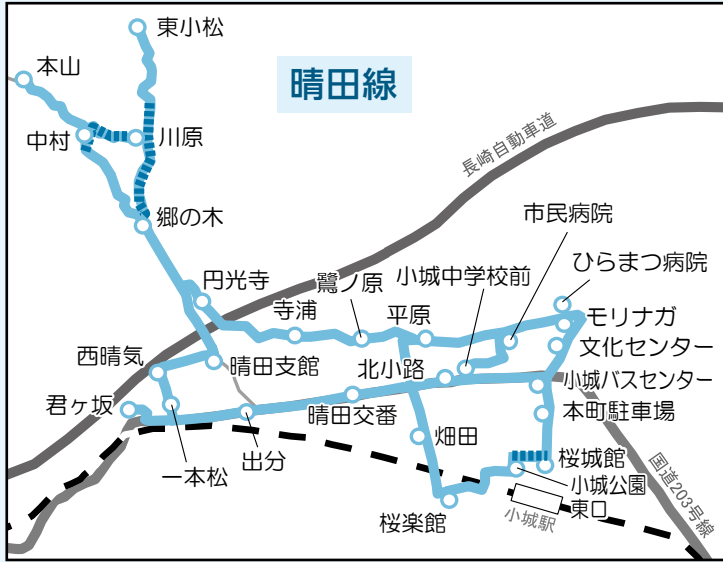 東小松
本山
晴田線
中村
川原
長崎自動車道
郷の木
市民病院
円光寺
鷺ノ原
小城中学校前
ひらまつ病院
寺浦
平原
モリナガ
文化センター
西晴気
晴田支館
北小路
小城バスセンター
君ヶ坂
晴田交番
本町駐車場
一本松
出分
畑田
桜城館
小城公園
東口
桜楽館
小城駅
国道203号線